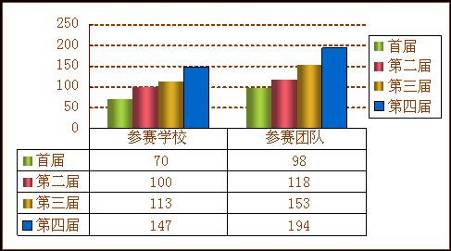 250
200
150
100
50
0
首届
第二届
第三届
第四届
参赛学校 参赛团队
首届 70 98
第二届 100 118
第三届 113 153
第四届 147 194